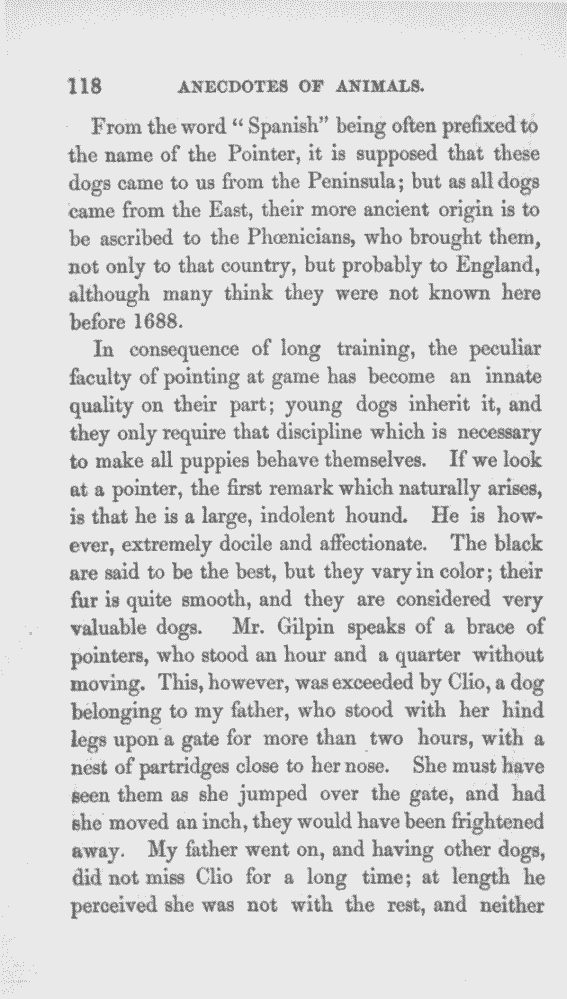 118 ANECDOTES OF ANIMALS.
From the word “ Spanish” being often prefixed to
the name of the Pointer, it is supposed that these
dogs came to us from the Peninsula; but as all dogs
came from the East, their more ancient origin is to
be ascribed to the Phœnicians, who brought them,
not only to that country, but probably to England,
although many think they were not known here
before 1688.
In consequence of long training, the peculiar
faculty of pointing at game has become an innate
quality on their part; young dogs inherit it, and
they only require that discipline which is necessary
to make all puppies behave themselves. If we look
at a pointer, the first remark which naturally arises,
is that he is a large, indolent hound. He is how-
ever, extremely docile and affectionate. The black
are said to be the best, but they vary in color; their
fur is quite smooth, and they are considered very
valuable dogs. Mr. Gilpin speaks of a brace of
pointers, who stood an hour and a quarter without
moving. This, however, was exceeded by Clio, a dog
belonging to my father, who stood with her hind
legs upon a gate for more than two hours, with a
nest of partridges close to her nose. She must have
seen them as she jumped over the gate, and had
she moved an inch, they would have been frightened
away. My father went on, and having other dogs,
did not miss Clio for a long time; at length he
perceived she was not with the rest, and neither